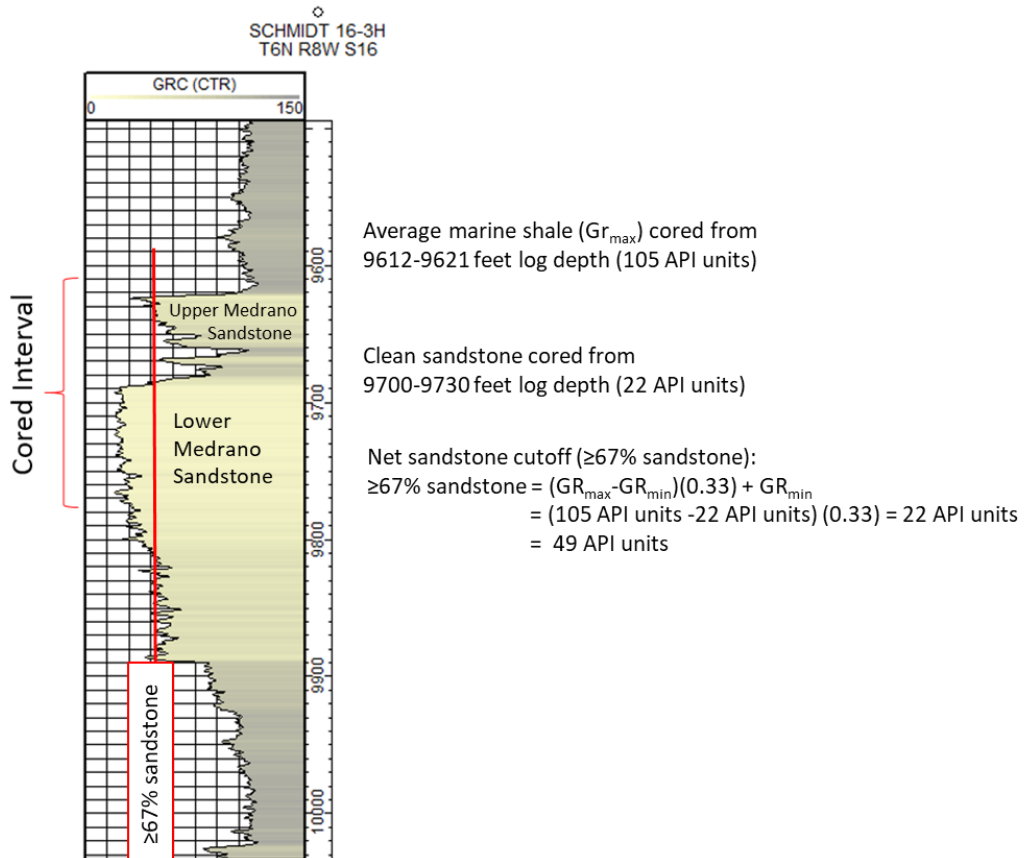 SCHMIDT 16-3H
T6N R8W S16
GRC (CTR)
0 150
9600
9700
9800
9900
10000
Cored Interval
Upper Medrano
Sandstone
Lower
Medrano
Sandstone
≥67% sandstone
Average marine shale (Grmax) cored from
9612-9621 feet log depth (105 API units)
Clean sandstone cored from
9700-9730 feet log depth (22 API units)
Net sandstone cutoff (≥67% sandstone):
≥67% sandstone = (GRmax-GRmin)(0.33) + GRmin
= (105 API units -22 API units) (0.33) = 22 API units
= 49 API units